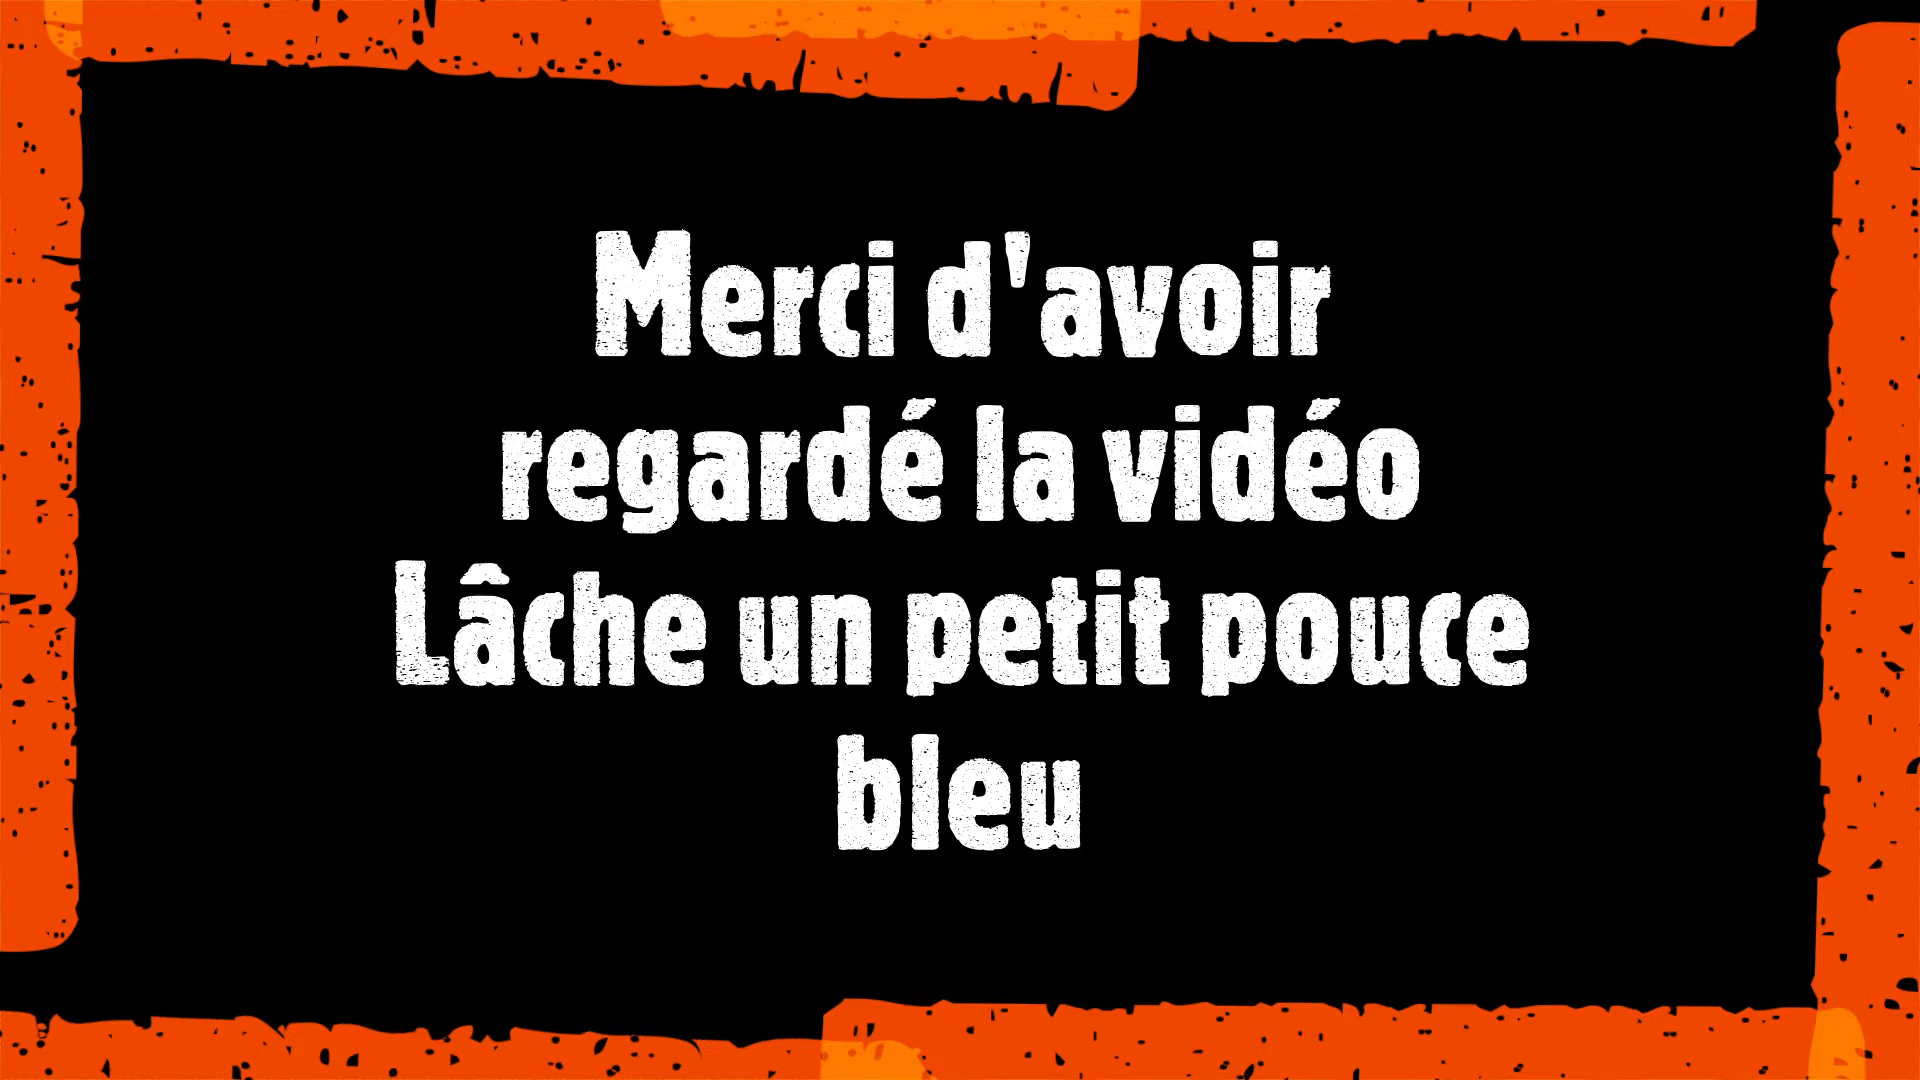 Merci d'avoir
regardé la vidéo
Lâche un petit pouce
bleu